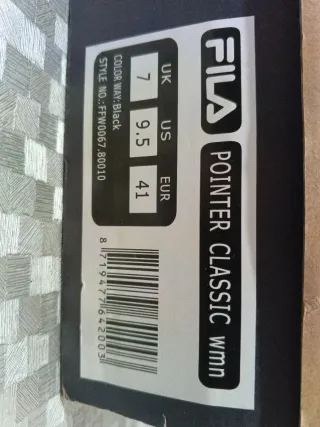 FILA
POINTER CLASSIC wmn
UK US EUR
7 9.5 41
COLOR WAY:Black
STYLE NO.:FFW0067.80010
8 719477 642003